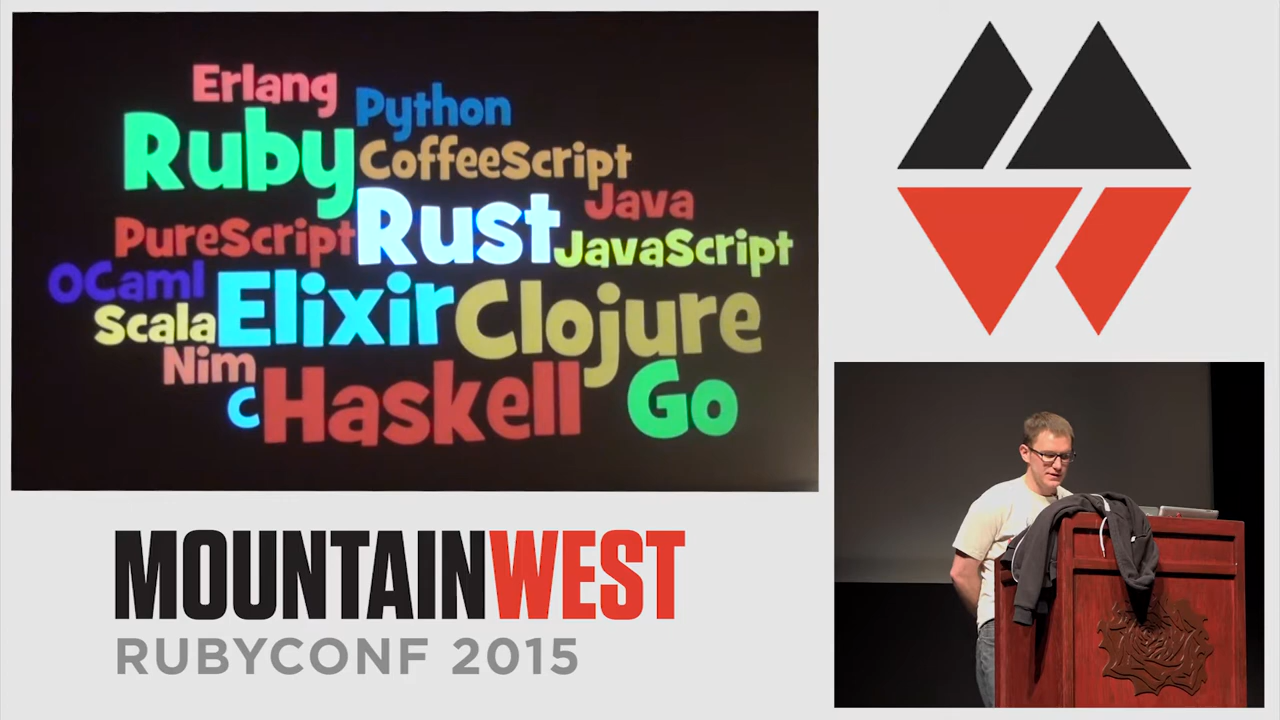 Erlang
Python
Ruby
CoffeeScript
Java
PureScript
Rust
JavaScript
OCaml
Scala
Elixir
Clojure
Nim
c
Haskell
Go
MOUNTAINWEST
RUBYCONF 2015